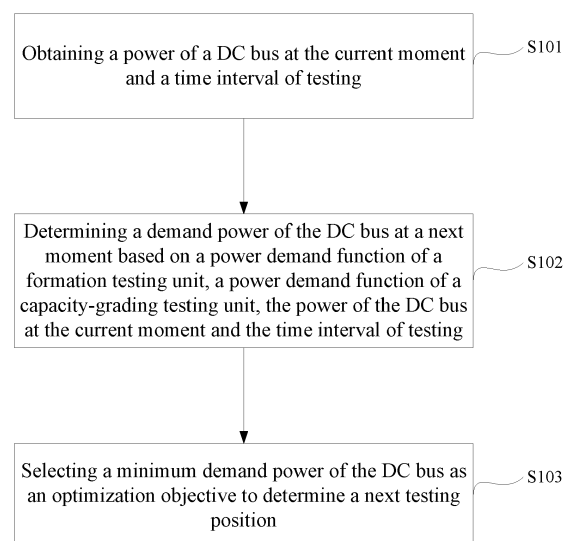 Obtaining a power of a DC bus at the current moment
and a time interval of testing
S101
Determining a demand power of the DC bus at a next
moment based on a power demand function of a
formation testing unit, a power demand function of a
capacity-grading testing unit, the power of the DC bus
at the current moment and the time interval of testing
S102
Selecting a minimum demand power of the DC bus as
an optimization objective to determine a next testing
position
S103